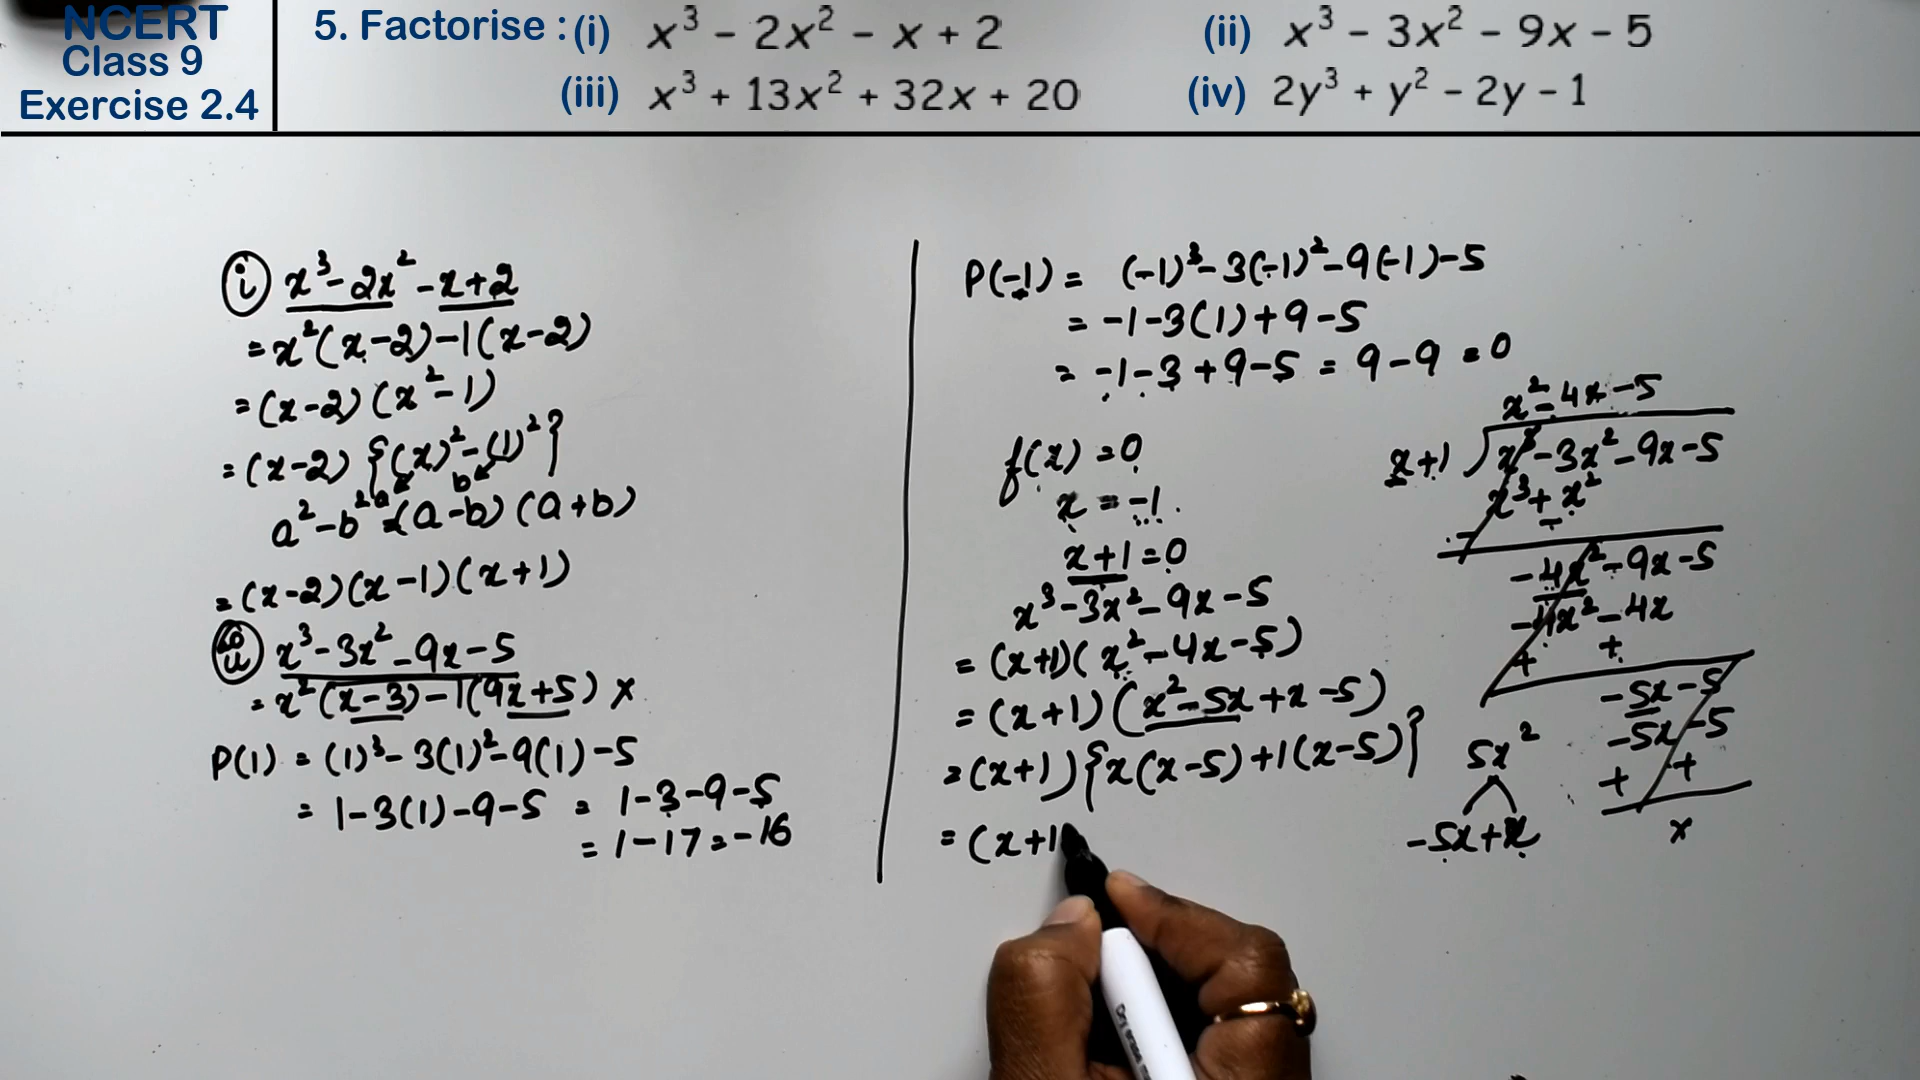 NCERT
Class 9
Exercise 2.4
5. Factorise : (i) x³ - 2x² - x + 2 (ii) x³ - 3x² - 9x - 5
(iii) x³ + 13x² + 32x + 20 (iv) 2y³ + y² - 2y - 1
(i) x³-2x²-x+2
= x²(x-2)-1(x-2)
= (x-2)(x²-1)
= (x-2){(x)²-(1)²}
a b
a²-b²=(a-b)(a+b)
= (x-2)(x-1)(x+1)
(ii) x³-3x²-9x-5
= x²(x-3)-1(9x+5) x
P(1) = (1)³-3(1)²-9(1)-5
= 1-3(1)-9-5 = 1-3-9-5
= 1-17=-16
P(-1) = (-1)³-3(-1)²-9(-1)-5
= -1-3(1)+9-5
= -1-3+9-5 = 9-9 = 0
f(x)=0
x = -1
x+1=0
x³-3x²-9x-5
= (x+1)(x²-4x-5)
= (x+1)(x²-5x+x-5)
= (x+1){x(x-5)+1(x-5)}
= (x+1
x²-4x-5
x+1 x³-3x²-9x-5
x³+x²
- -
-4x²-9x-5
-4x²-4x
+ +
-5x-5
-5x-5
+ +
x
5x²
-5x+x
Dry erase